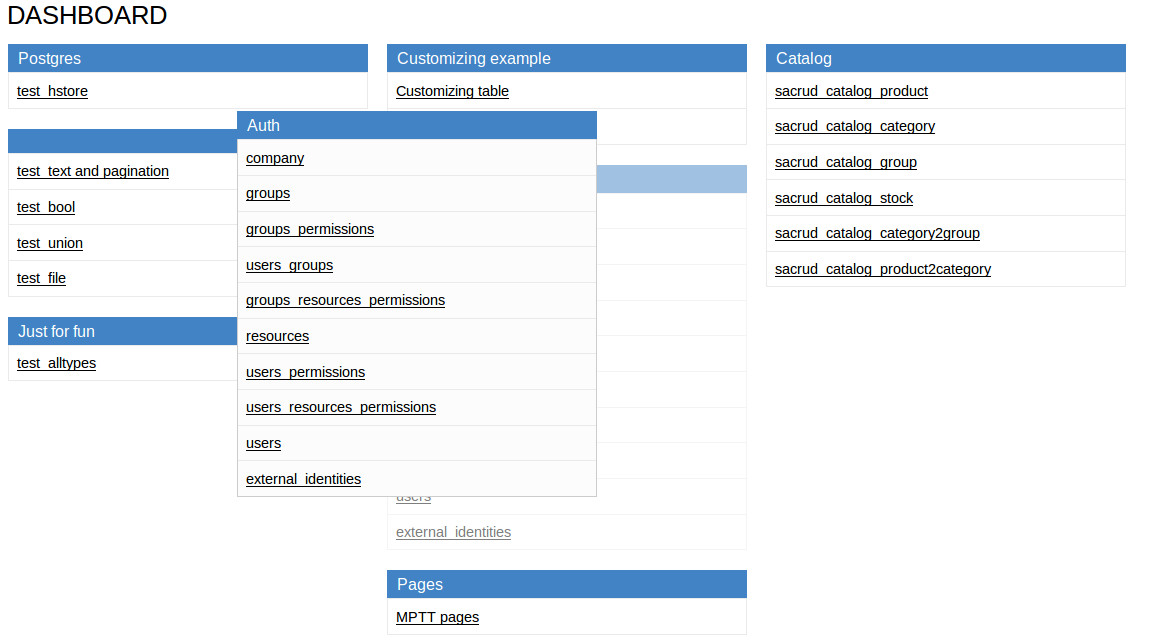 DASHBOARD
Postgres
test_hstore
test_text and pagination
test_bool
test_union
test_file
Just for fun
test_alltypes
Auth
company
groups
groups_permissions
users_groups
groups_resources_permissions
resources
users_permissions
users_resources_permissions
users
external_identities
Customizing example
Customizing table
users
external_identities
Pages
MPTT pages
Catalog
sacrud_catalog_product
sacrud_catalog_category
sacrud_catalog_group
sacrud_catalog_stock
sacrud_catalog_category2group
sacrud_catalog_product2category